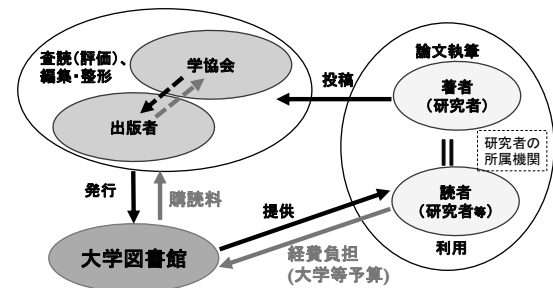 査読(評価)、
編集・整形
学協会
出版者
投稿
論文執筆
著者
(研究者)
||
研究者の
所属機関
読者
(研究者等)
利用
発行
購読料
提供
経費負担
(大学等予算)
大学図書館